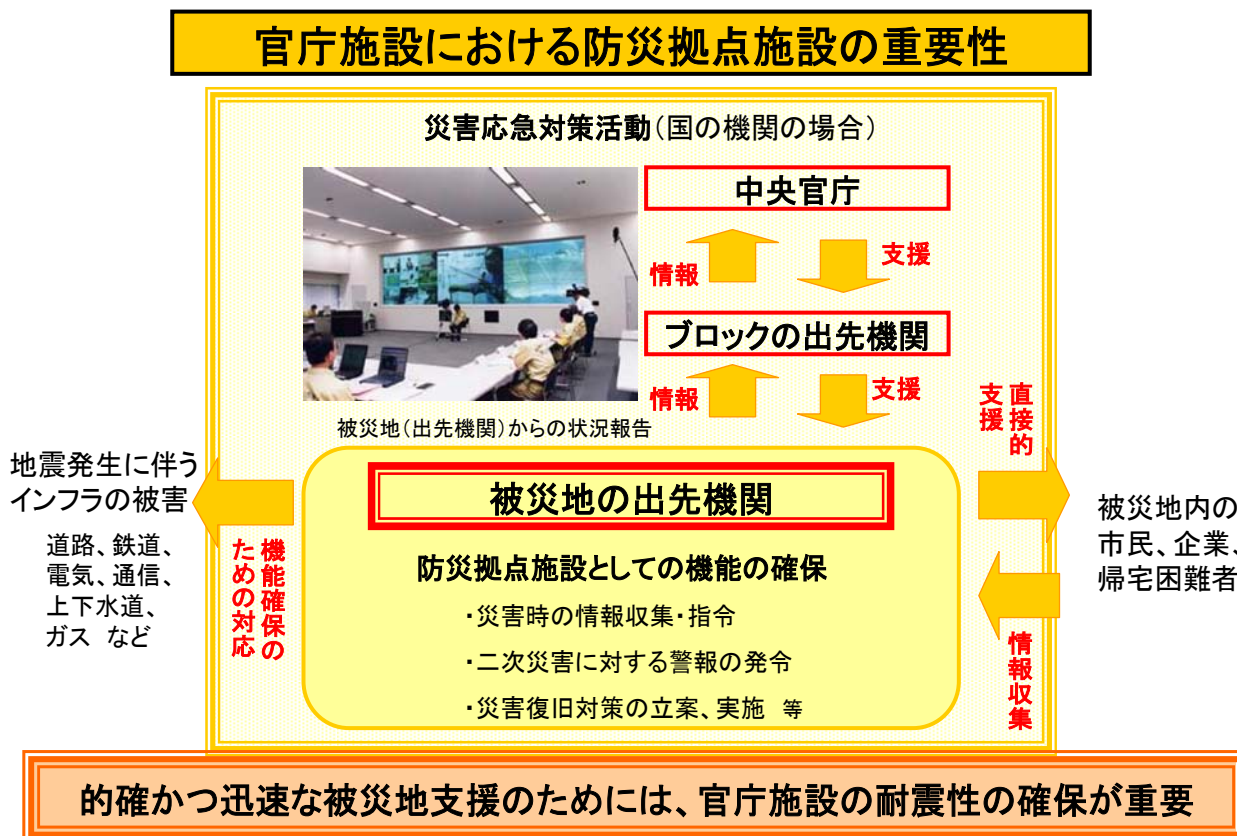 官庁施設における防災拠点施設の重要性
災害応急対策活動(国の機関の場合)
中央官庁
情報
支援
ブロックの出先機関
情報
支援
被災地(出先機関)からの状況報告
直接的
支援
地震発生に伴う
インフラの被害
道路、鉄道、
電気、通信、
上下水道、
ガス など
機能確保の
ための対応
被災地の出先機関
防災拠点施設としての機能の確保
・災害時の情報収集・指令
・二次災害に対する警報の発令
・災害復旧対策の立案、実施 等
被災地内の
市民、企業、
帰宅困難者
情報収集
的確かつ迅速な被災地支援のためには、官庁施設の耐震性の確保が重要